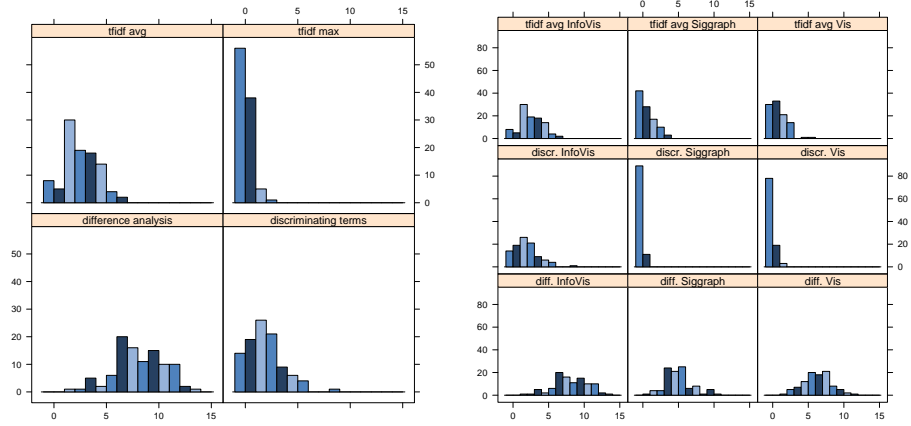 0 5 10 15
tfidf avg
tfidf max
0 10 20 30 40 50
difference analysis
discriminating terms
0 10 20 30 40 50
0 5 10 15
0 5 10 15
0 5 10 15
tfidf avg InfoVis
tfidf avg Siggraph
tfidf avg Vis
0 20 40 60 80
discr. InfoVis
discr. Siggraph
discr. Vis
0 20 40 60 80
diff. InfoVis
diff. Siggraph
diff. Vis
0 20 40 60 80
0 5 10 15
0 5 10 15